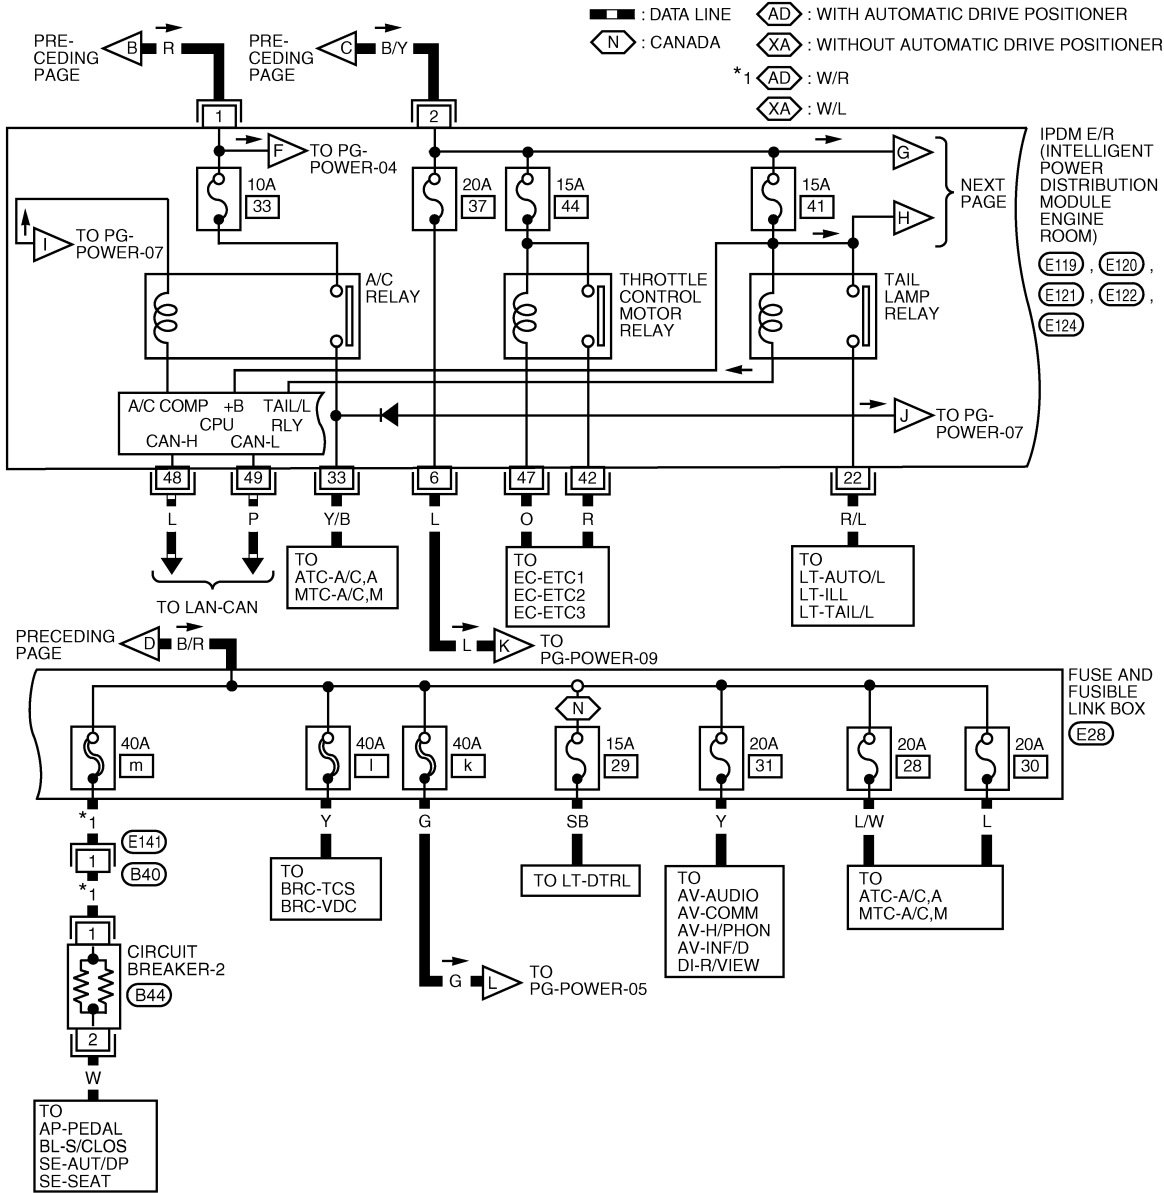 : DATA LINE
N : CANADA
AD : WITH AUTOMATIC DRIVE POSITIONER
XA : WITHOUT AUTOMATIC DRIVE POSITIONER
*1 AD : W/R
XA : W/L
PRE-
CEDING
PAGE
B R
PRE-
CEDING
PAGE
C B/Y
1
2
F TO PG-
POWER-04
10A
33
20A
37
15A
44
15A
41
G
H
NEXT
PAGE
IPDM E/R
(INTELLIGENT
POWER
DISTRIBUTION
MODULE
ENGINE
ROOM)
E119 , E120 ,
E121 , E122 ,
E124
I TO PG-
POWER-07
A/C
RELAY
THROTTLE
CONTROL
MOTOR
RELAY
TAIL
LAMP
RELAY
A/C COMP +B TAIL/L
RLY
CPU
CAN-H CAN-L
J TO PG-
POWER-07
48 49 33 6 47 42 22
L P Y/B L O R R/L
TO LAN-CAN
TO
ATC-A/C,A
MTC-A/C,M
TO
EC-ETC1
EC-ETC2
EC-ETC3
TO
LT-AUTO/L
LT-ILL
LT-TAIL/L
L K TO
PG-POWER-09
PRECEDING
PAGE
D B/R
FUSE AND
FUSIBLE
LINK BOX
E28
N
40A
m
40A
l
40A
k
15A
29
20A
31
20A
28
20A
30
*1 Y G SB Y L/W L
1 E141
B40
*1
1
CIRCUIT
BREAKER-2
B44
2
W
TO
AP-PEDAL
BL-S/CLOS
SE-AUT/DP
SE-SEAT
TO
BRC-TCS
BRC-VDC
G L TO
PG-POWER-05
TO LT-DTRL
TO
AV-AUDIO
AV-COMM
AV-H/PHON
AV-INF/D
DI-R/VIEW
TO
ATC-A/C,A
MTC-A/C,M